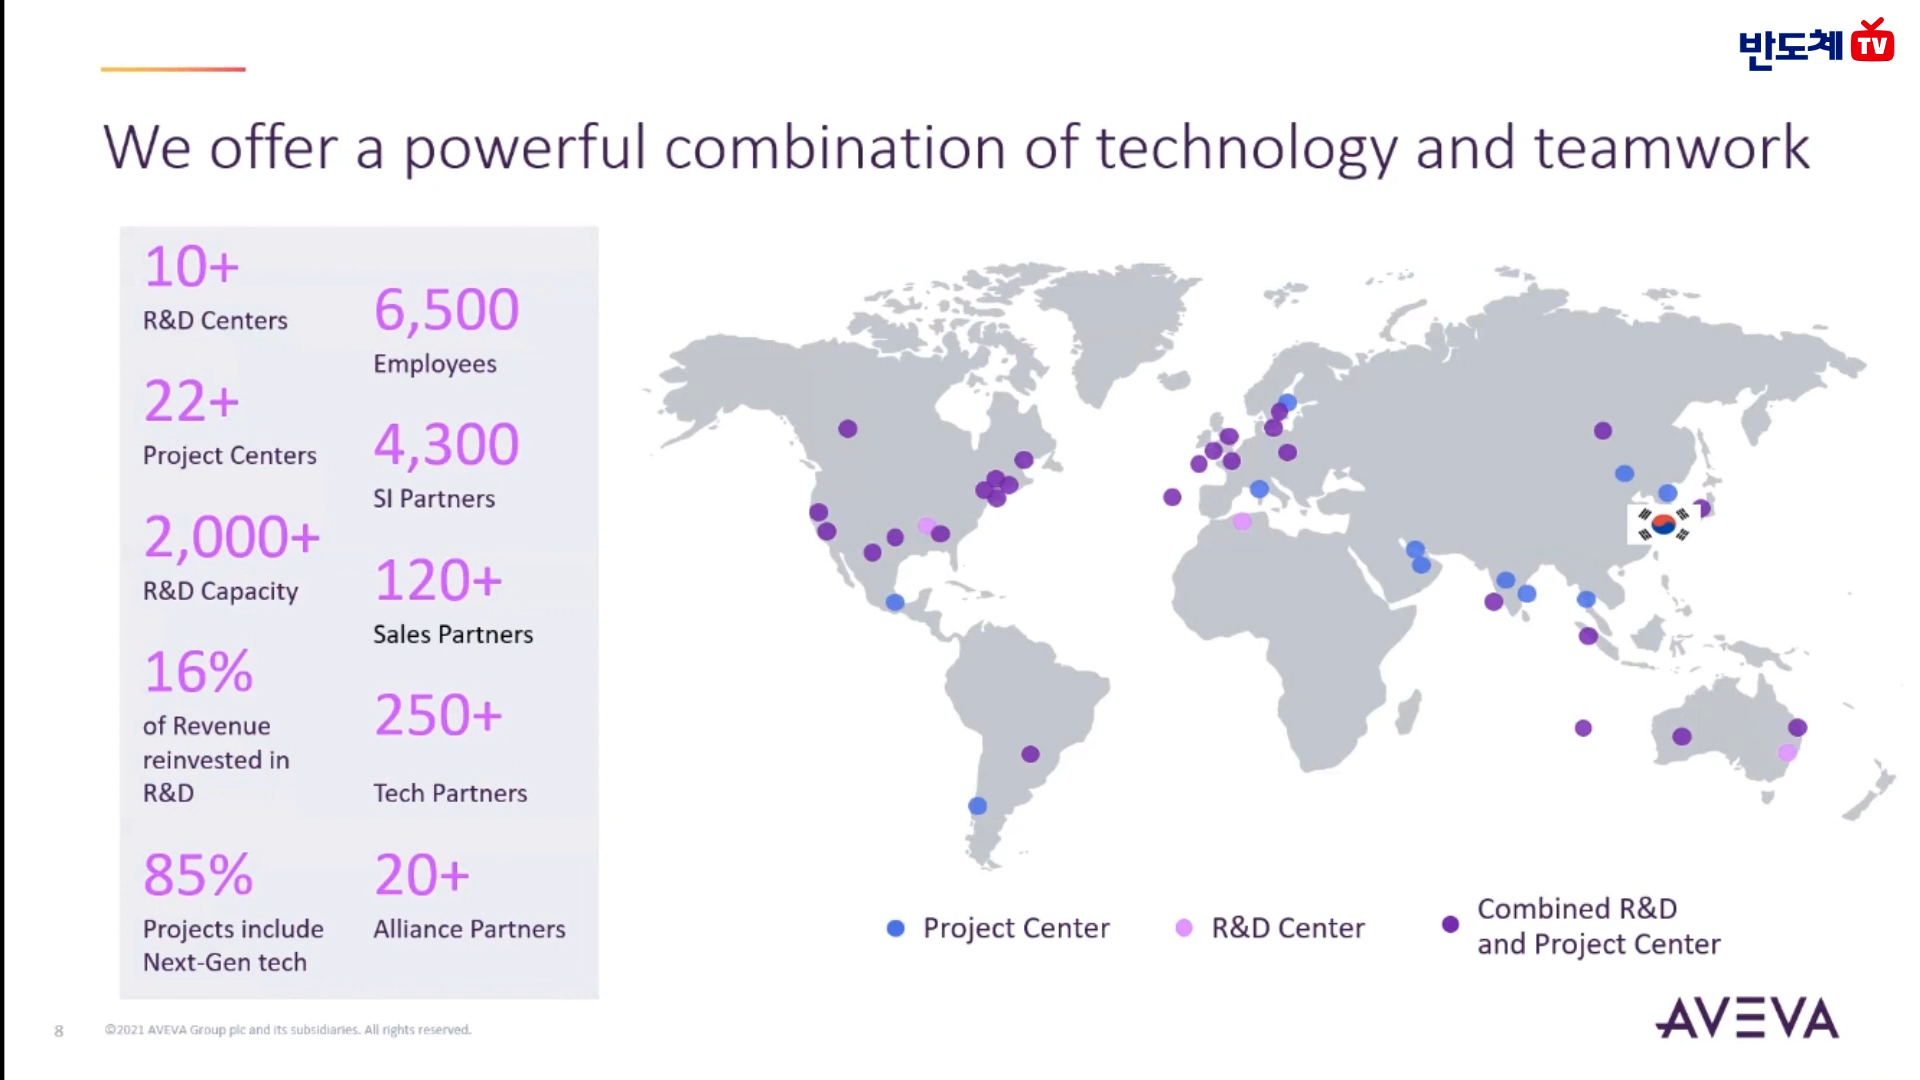 반도체 TV
We offer a powerful combination of technology and teamwork
10+
R&D Centers
22+
Project Centers
2,000+
R&D Capacity
16%
of Revenue
reinvested in
R&D
85%
Projects include
Next-Gen tech
6,500
Employees
4,300
SI Partners
120+
Sales Partners
250+
Tech Partners
20+
Alliance Partners
Project Center
R&D Center
Combined R&D
and Project Center
8
©2021 AVEVA Group plc and its subsidiaries. All rights reserved.
AVEVA